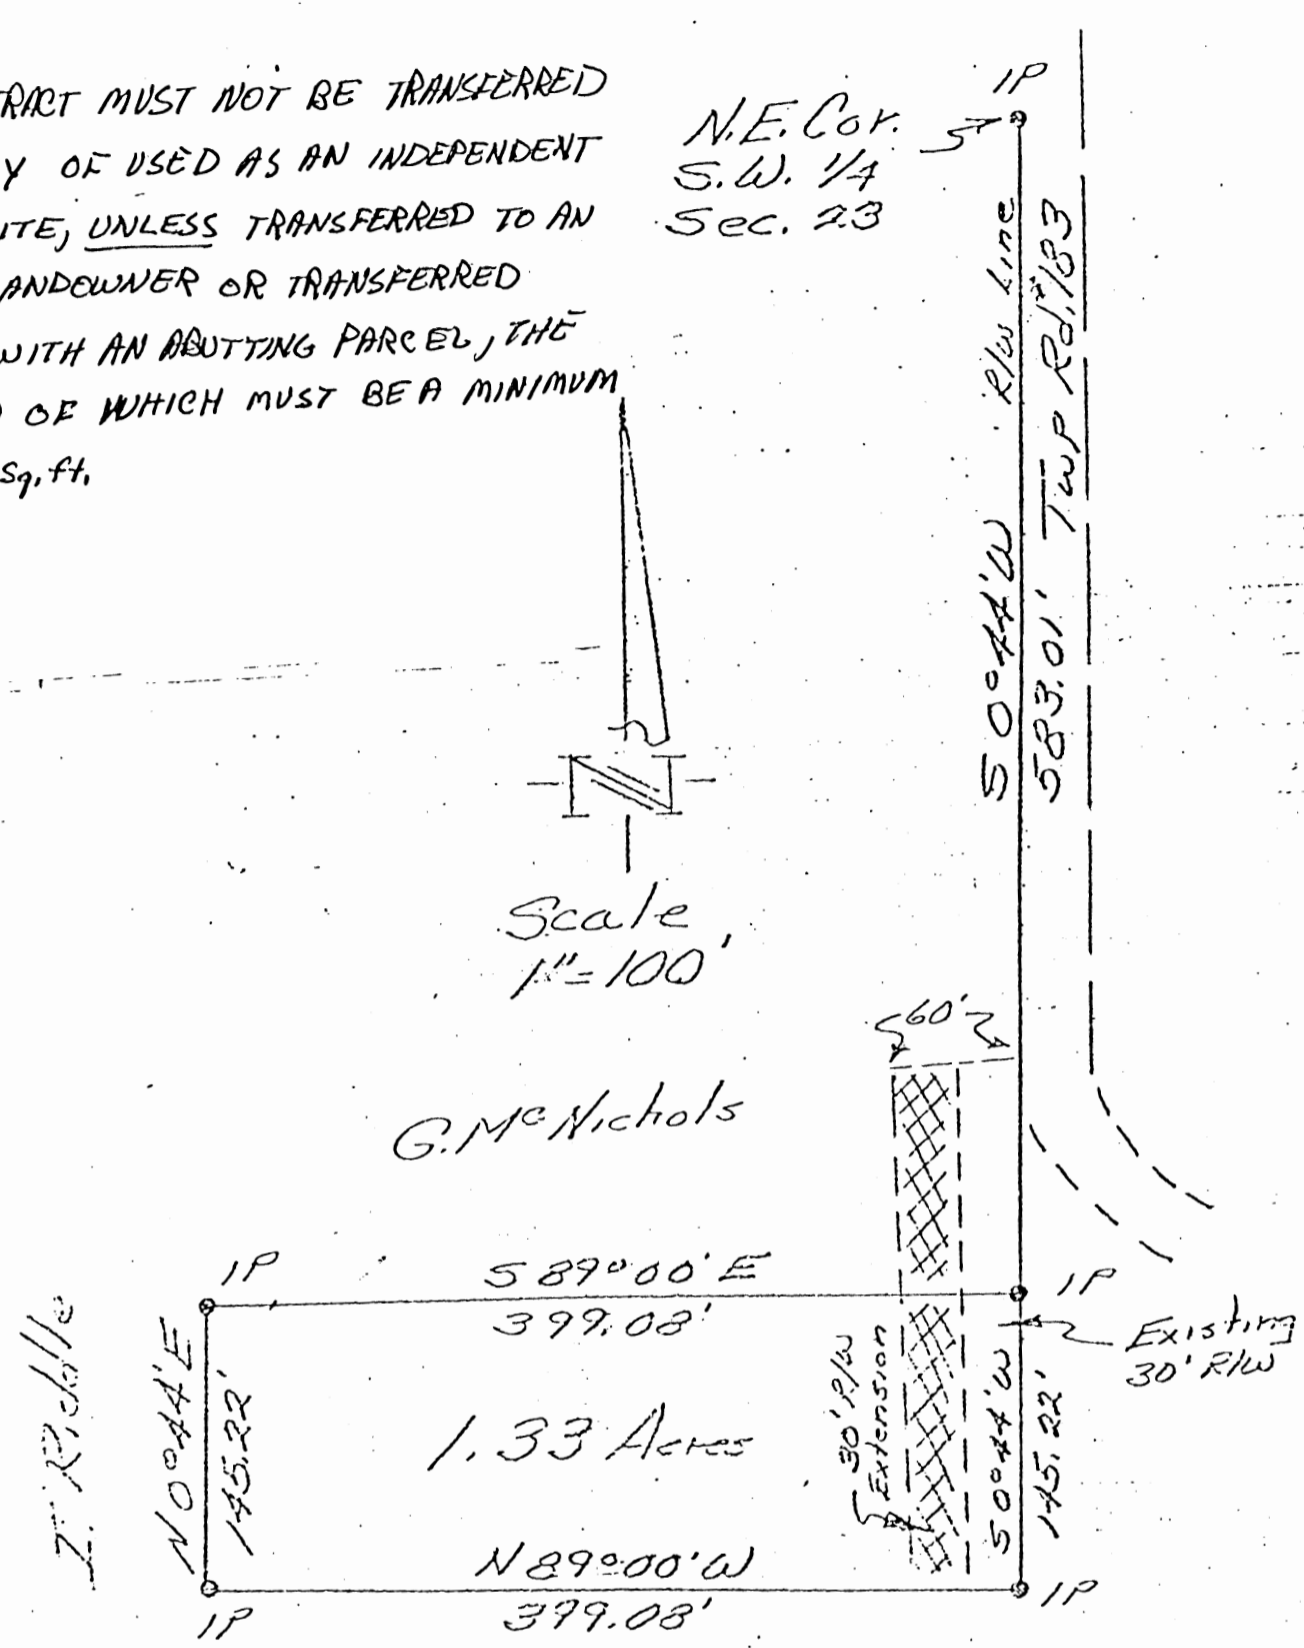 RACT MUST NOT BE TRANSFERRED
Y OF USED AS AN INDEPENDENT
ITE, UNLESS TRANSFERRED TO AN
ANDOWNER OR TRANSFERRED
WITH AN ABUTTING PARCEL, THE
OF WHICH MUST BE A MINIMUM
Sq. ft.
IP
N.E. Cor.
S.W. 1/4
Sec. 23
R/W Line
Twp Rd. #183
S 0°44'W
583.01'
N
Scale
1"=100'
60'
G. McNichols
IP
S 89°00'E
399.08'
IP
Existing
30' R/W
I. Riddle
N 0°44'E
145.22'
1.33 Acres
30' R/W
Extension
S 0°44'W
145.22'
N 89°00'W
399.08'
IP
IP